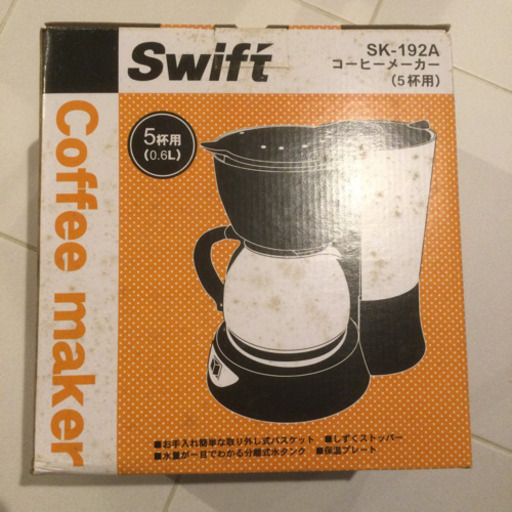 Swift
SK-192A
コーヒーメーカー
(5杯用)
5杯用
(0.6L)
Coffee maker
■お手入れ簡単な取り外し式バスケット ■しずくストッパー
■水量が一目でわかる分離式水タンク ■保温プレート